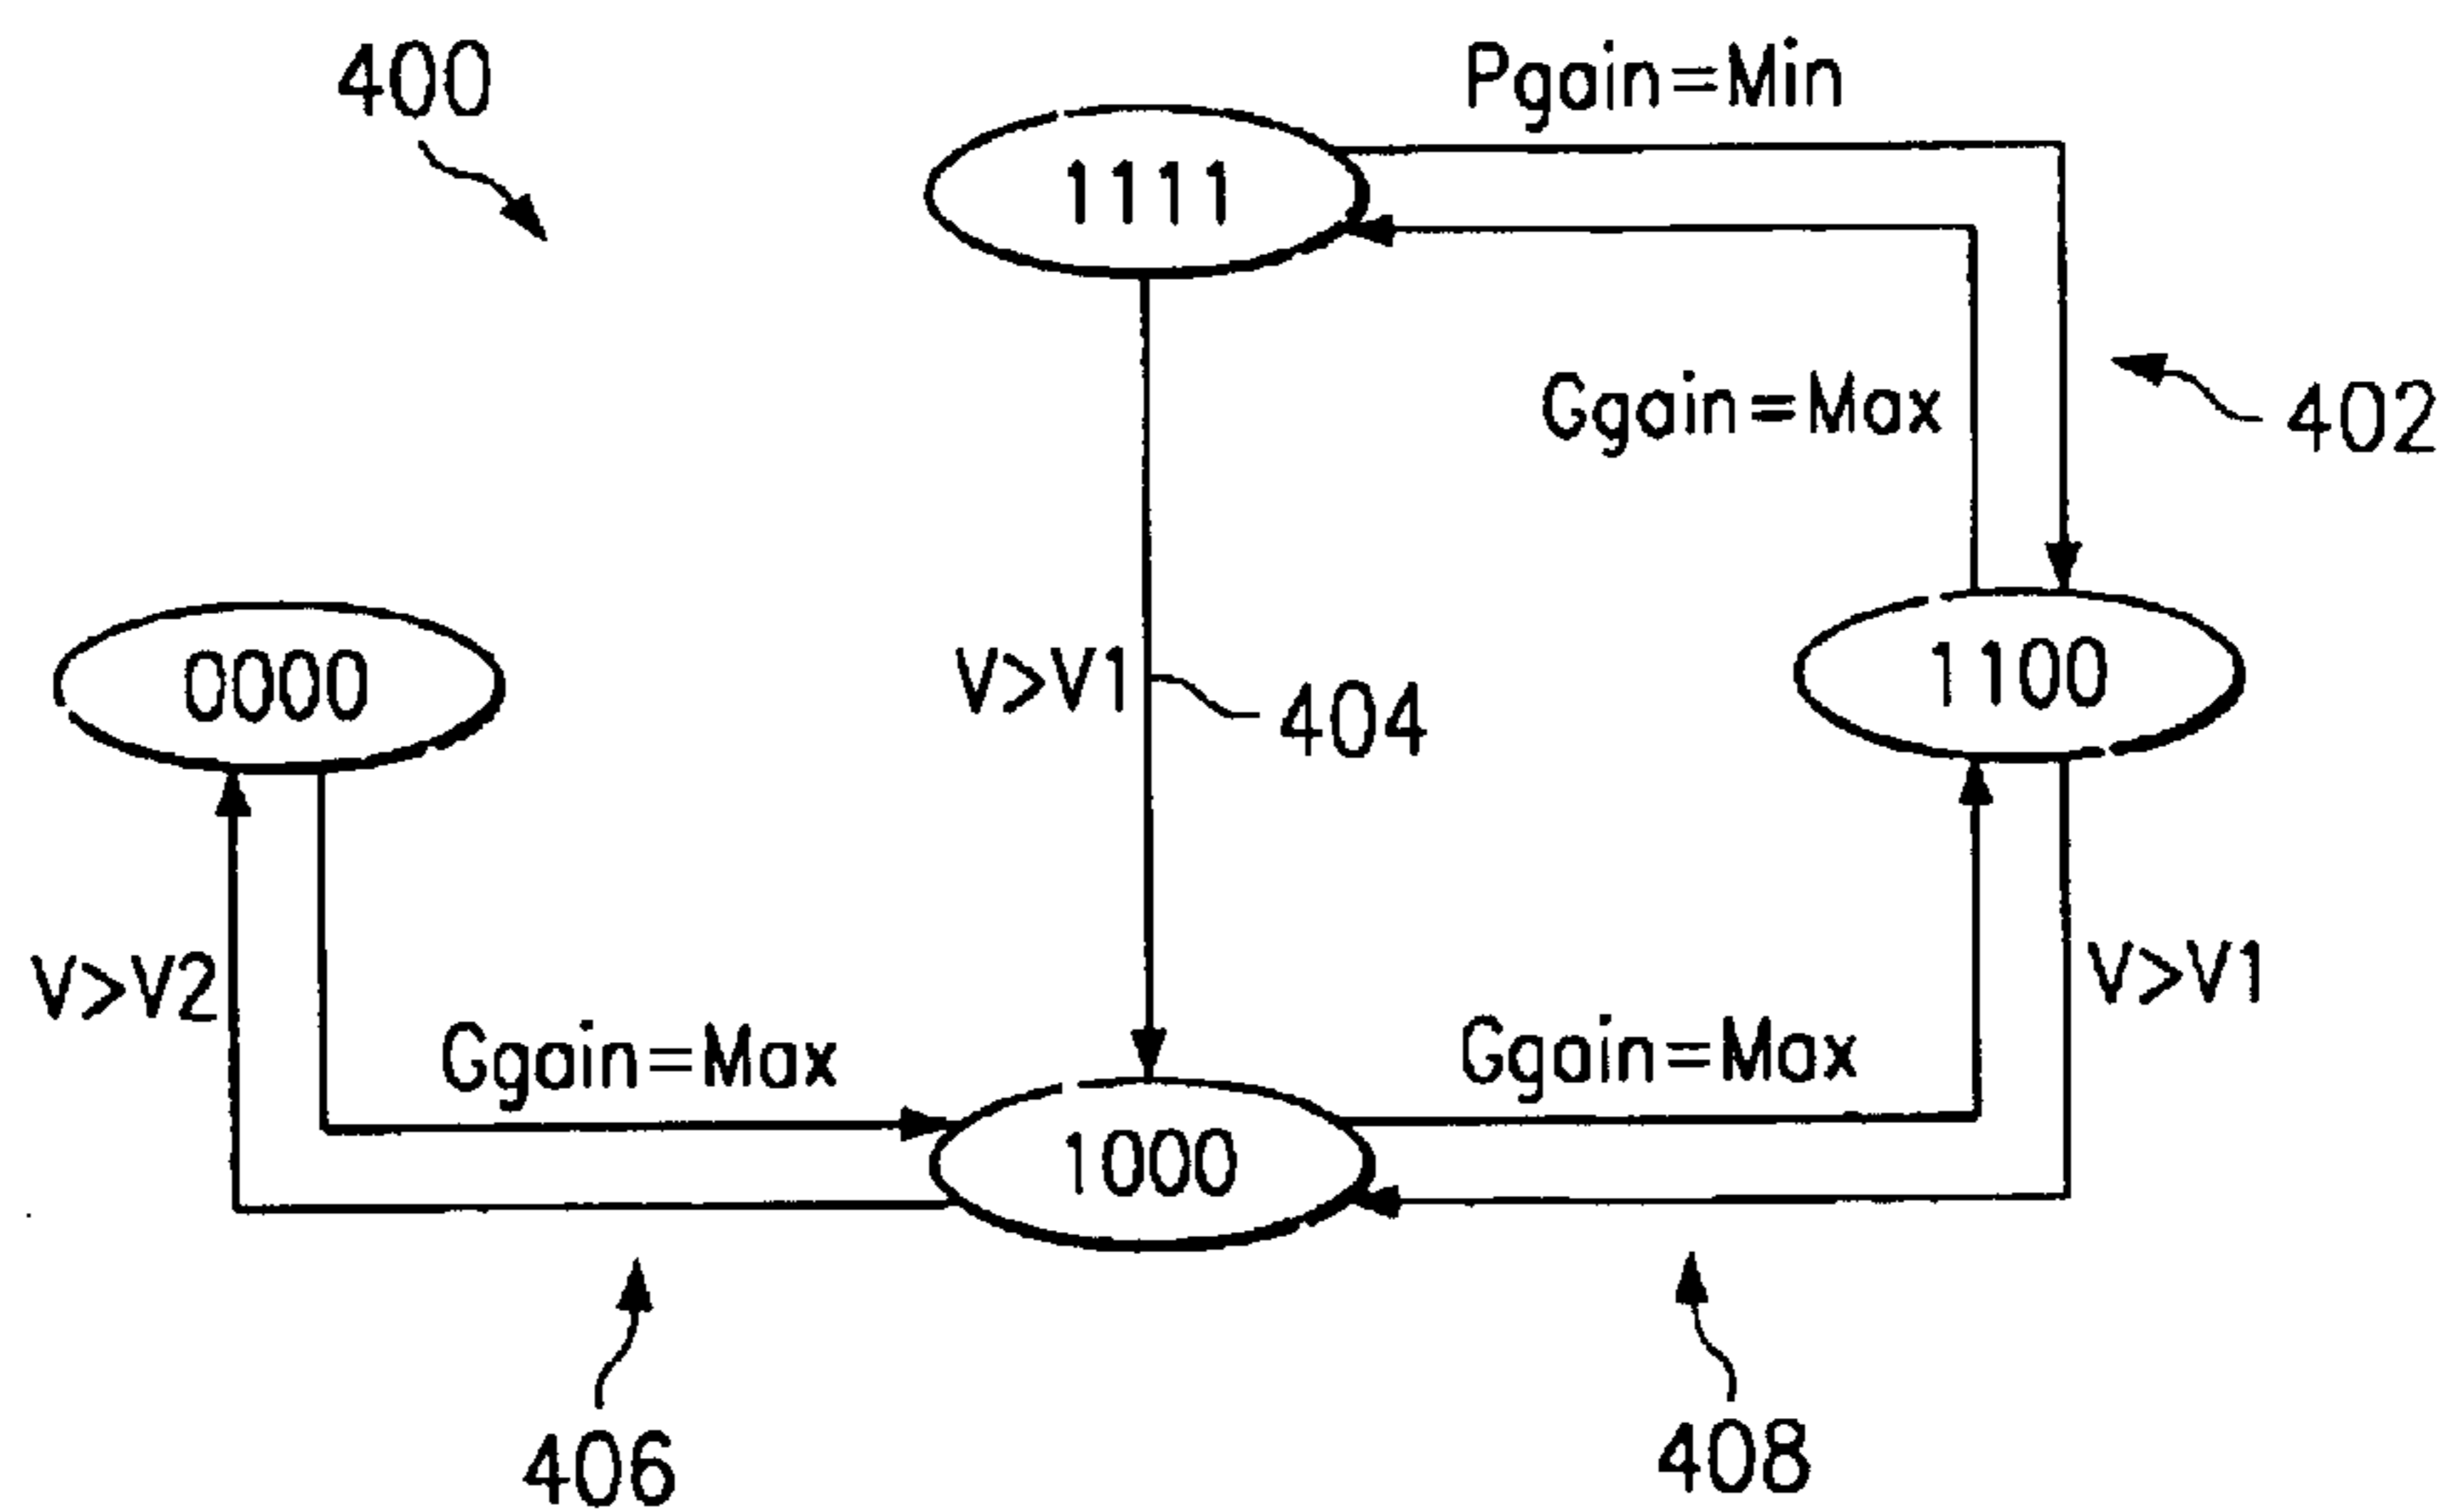 400
Pgain=Min
1111
Ggain=Max
402
0000
V>V1
404
1100
V>V2
Ggain=Max
Ggain=Max
V>V1
1000
406
408